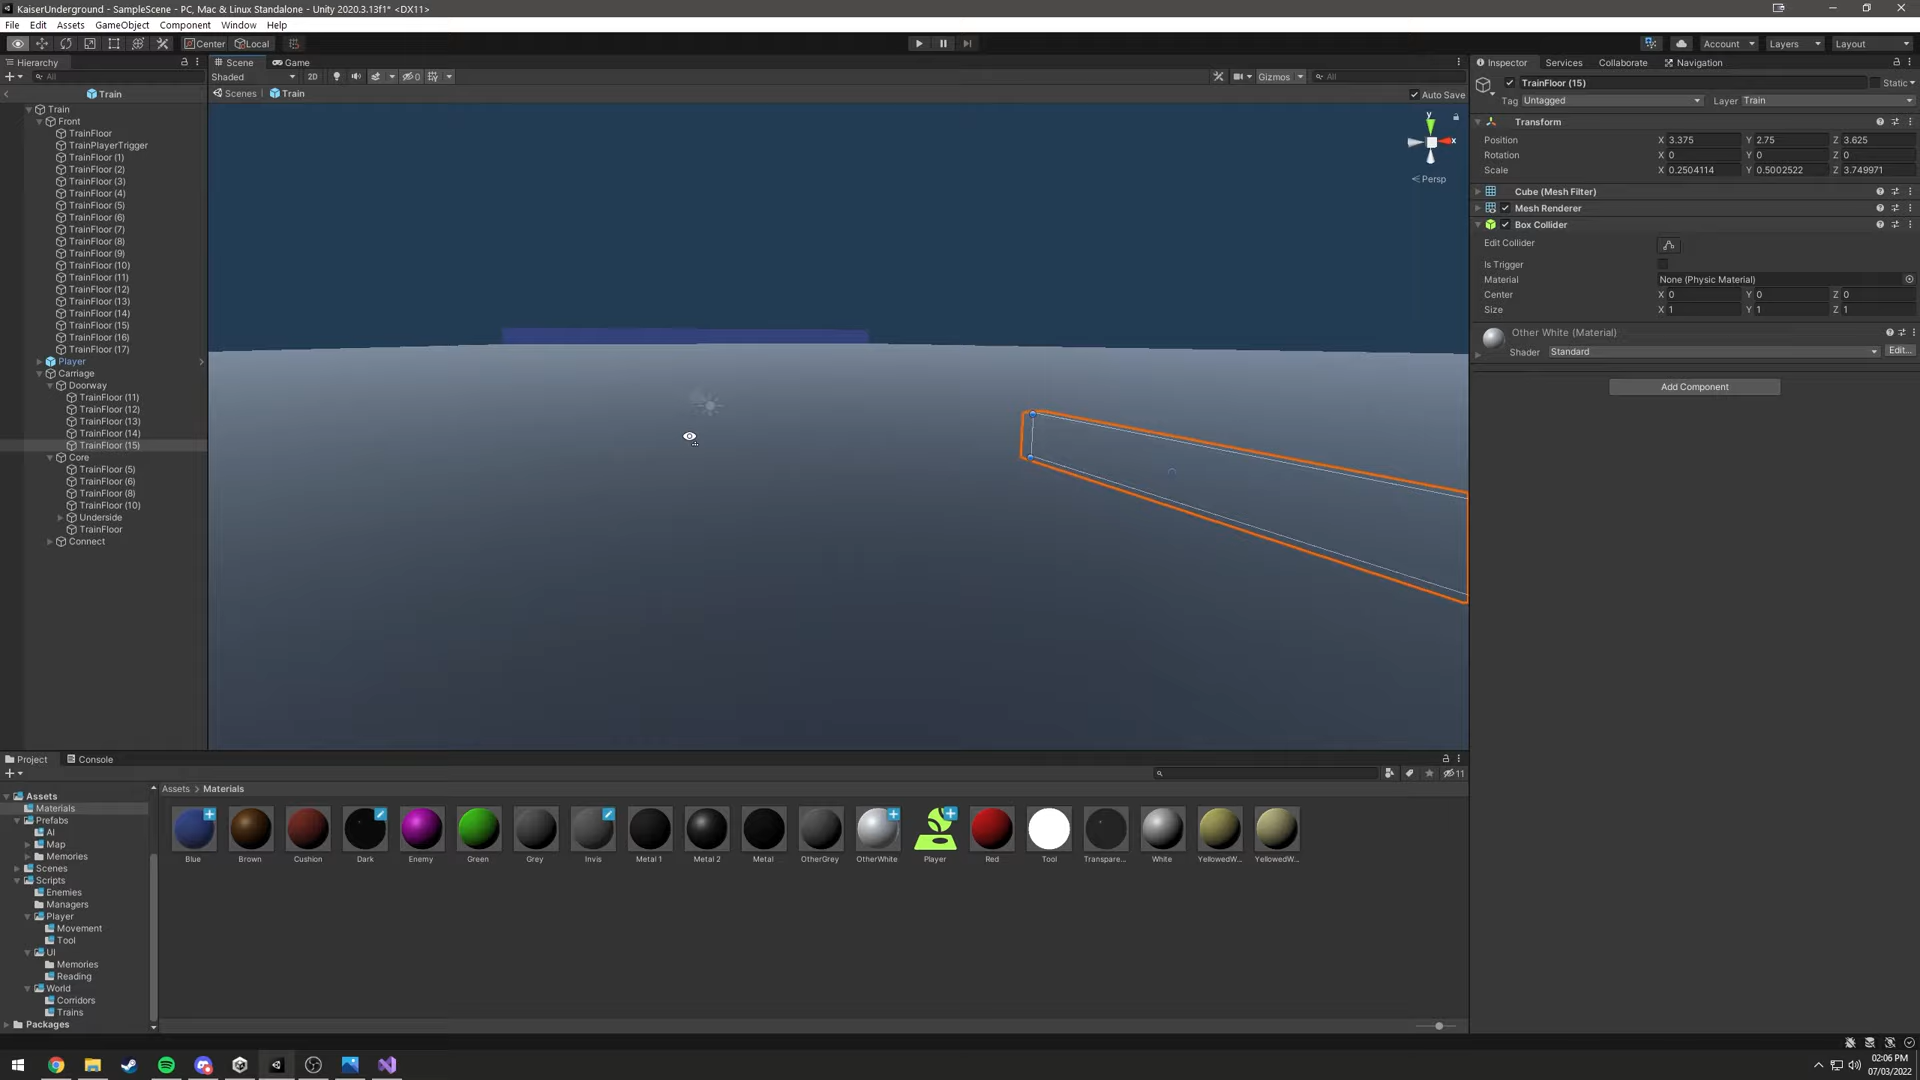 KaiserUnderground - SampleScene - PC, Mac & Linux Standalone - Unity 2020.3.13f1* <DX11>
File Edit Assets GameObject Component Window Help
Center Local Account Layers Layout
Hierarchy
All
Train
Train
Front
TrainFloor
TrainPlayerTrigger
TrainFloor (1)
TrainFloor (2)
TrainFloor (3)
TrainFloor (4)
TrainFloor (5)
TrainFloor (6)
TrainFloor (7)
TrainFloor (8)
TrainFloor (9)
TrainFloor (10)
TrainFloor (11)
TrainFloor (12)
TrainFloor (13)
TrainFloor (14)
TrainFloor (15)
TrainFloor (16)
TrainFloor (17)
Player
Carriage
Doorway
TrainFloor (11)
TrainFloor (12)
TrainFloor (13)
TrainFloor (14)
TrainFloor (15)
Core
TrainFloor (5)
TrainFloor (6)
TrainFloor (8)
TrainFloor (10)
Underside
TrainFloor
Connect
Scene Game
Shaded 2D 0 Gizmos All
Scenes Train Auto Save
y
x
< Persp
Inspector Services Collaborate Navigation
TrainFloor (15) Static
Tag Untagged Layer Train
Transform
Position X 3.375 Y 2.75 Z 3.625
Rotation X 0 Y 0 Z 0
Scale X 0.2504114 Y 0.5002522 Z 3.749971
Cube (Mesh Filter)
Mesh Renderer
Box Collider
Edit Collider
Is Trigger
Material None (Physic Material)
Center X 0 Y 0 Z 0
Size X 1 Y 1 Z 1
Other White (Material)
Shader Standard Edit...
Add Component
Project Console
11
Assets
Materials
Prefabs
AI
Map
Memories
Scenes
Scripts
Enemies
Managers
Player
Movement
Tool
UI
Memories
Reading
World
Corridors
Trains
Packages
Assets > Materials
Blue Brown Cushion Dark Enemy Green Grey Invis Metal 1 Metal 2 Metal OtherGrey OtherWhite Player Red Tool Transpare... White YellowedW... YellowedW...
02:06 PM
07/03/2022